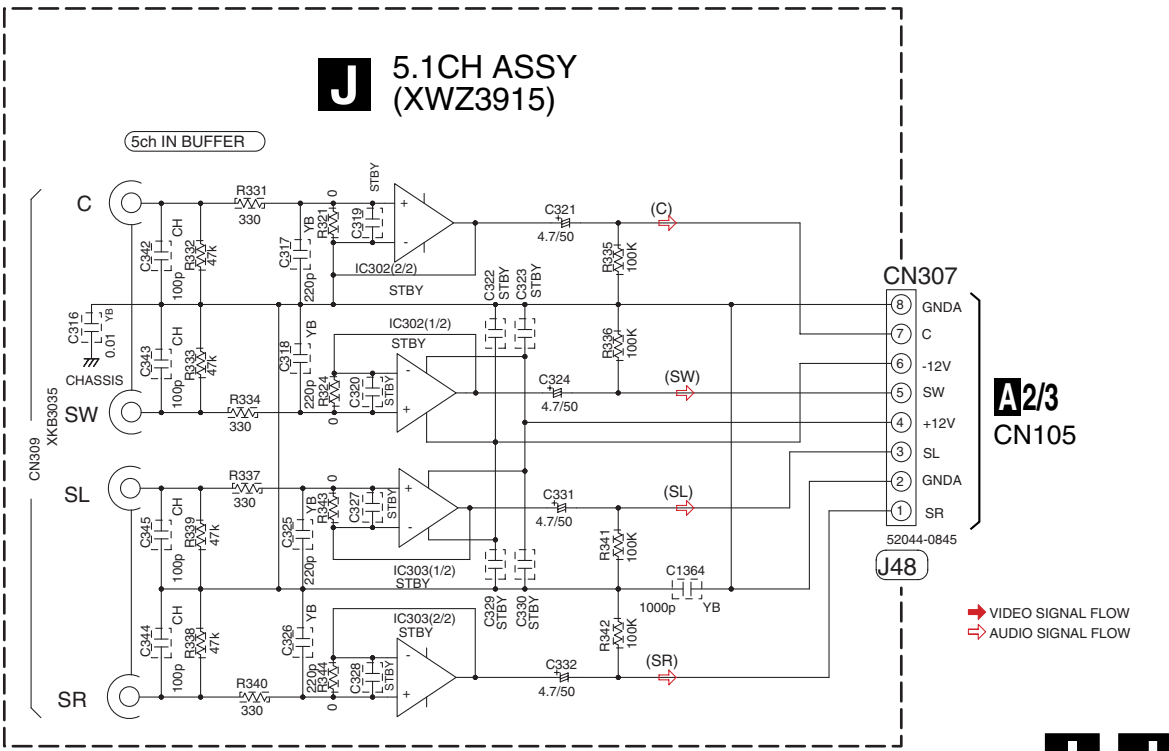 J 5.1CH ASSY
(XWZ3915)
5ch IN BUFFER
C
R331
330
C342
CH
100p
R332
47k
C317
YB
220p
R321
0
C319
STBY
+
-
IC302(2/2)
STBY
C321
+
4.7/50
(C)
R335
100K
C316
YB
0.01
CHASSIS
C343
CH
100p
R333
47k
C318
YB
220p
R324
0
C320
STBY
IC302(1/2)
STBY
-
+
C322
STBY
C323
STBY
R336
100K
C324
+
4.7/50
(SW)
SW
R334
330
CN309
XKB3035
SL
R337
330
C345
CH
100p
R339
47k
C325
YB
220p
R343
0
C327
STBY
+
-
IC303(1/2)
STBY
C331
+
4.7/50
(SL)
R341
100K
C329
STBY
C330
STBY
C1364
1000p
YB
C344
CH
100p
R338
47k
C326
YB
220p
R344
0
C328
STBY
IC303(2/2)
STBY
-
+
R342
100K
C332
+
4.7/50
(SR)
SR
R340
330
CN307
8 GNDA
7 C
6 -12V
5 SW
4 +12V
3 SL
2 GNDA
1 SR
52044-0845
J48
A 2/3
CN105
VIDEO SIGNAL FLOW
AUDIO SIGNAL FLOW